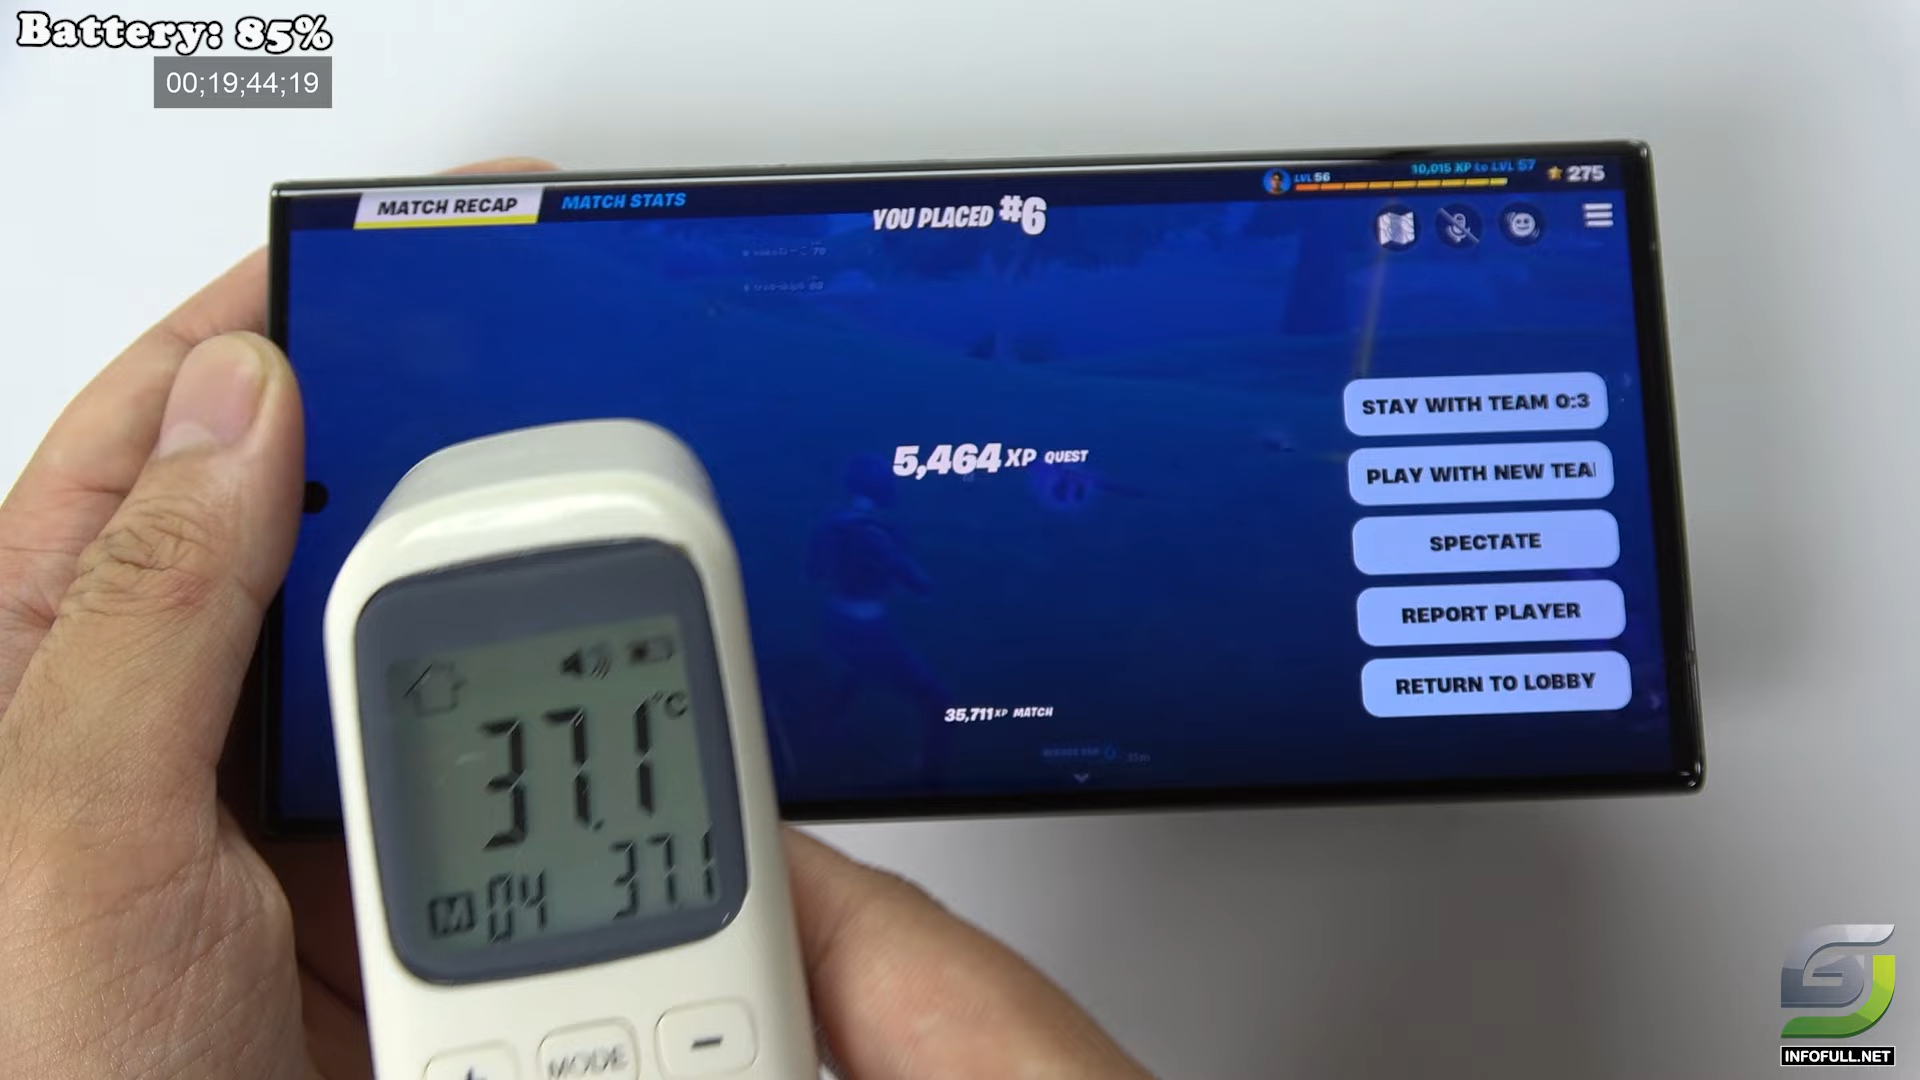 Battery: 85%
00;19;44;19
MATCH RECAP
MATCH STATS
YOU PLACED #6
LVL 56
10,015 XP to LVL 57
275
STAY WITH TEAM 0:3
PLAY WITH NEW TEA
SPECTATE
REPORT PLAYER
RETURN TO LOBBY
5,464 XP QUEST
35,711 XP MATCH
37.1 °C
M 04 37.1
+ MODE −
INFOFULL.NET